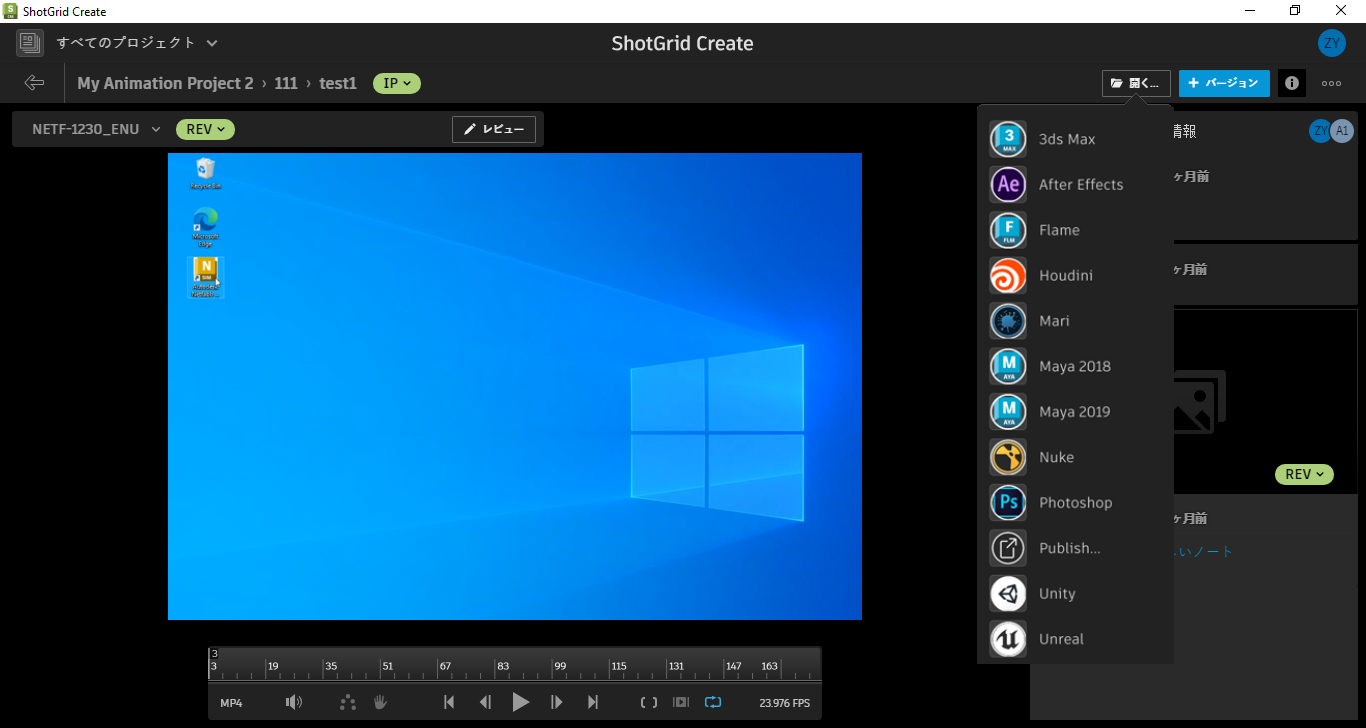 ShotGrid Create
すべてのプロジェクト
ShotGrid Create
ZY
My Animation Project 2 › 111 › test1
IP
開く...
+ バージョン
NETF-1230_ENU
REV
レビュー
情報
ZY
A1
ヶ月前
ヶ月前
REV
ヶ月前
いノート
3ds Max
After Effects
Flame
Houdini
Mari
Maya 2018
Maya 2019
Nuke
Photoshop
Publish...
Unity
Unreal
Recycle Bin
Microsoft
Edge
Autodesk
3
3 19 35 51 67 83 99 115 131 147 163
MP4
23.976 FPS